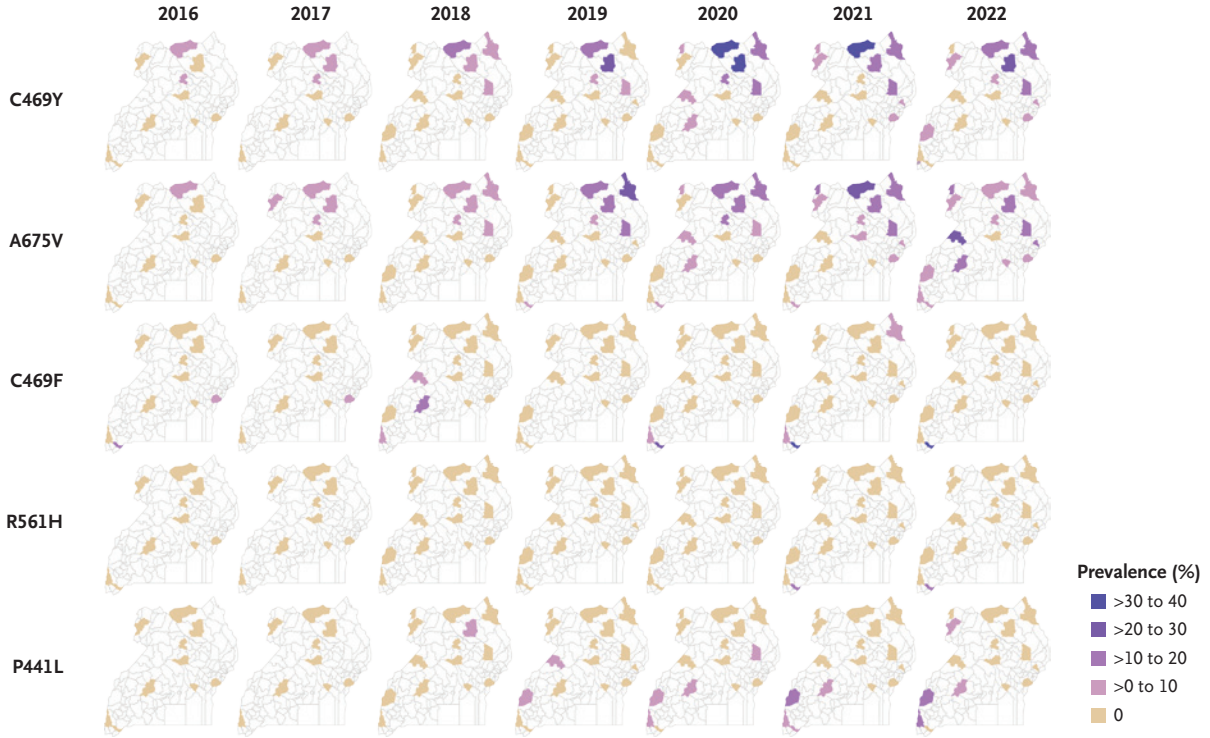 2016 2017 2018 2019 2020 2021 2022
C469Y
A675V
C469F
R561H
P441L
Prevalence (%)
>30 to 40
>20 to 30
>10 to 20
>0 to 10
0